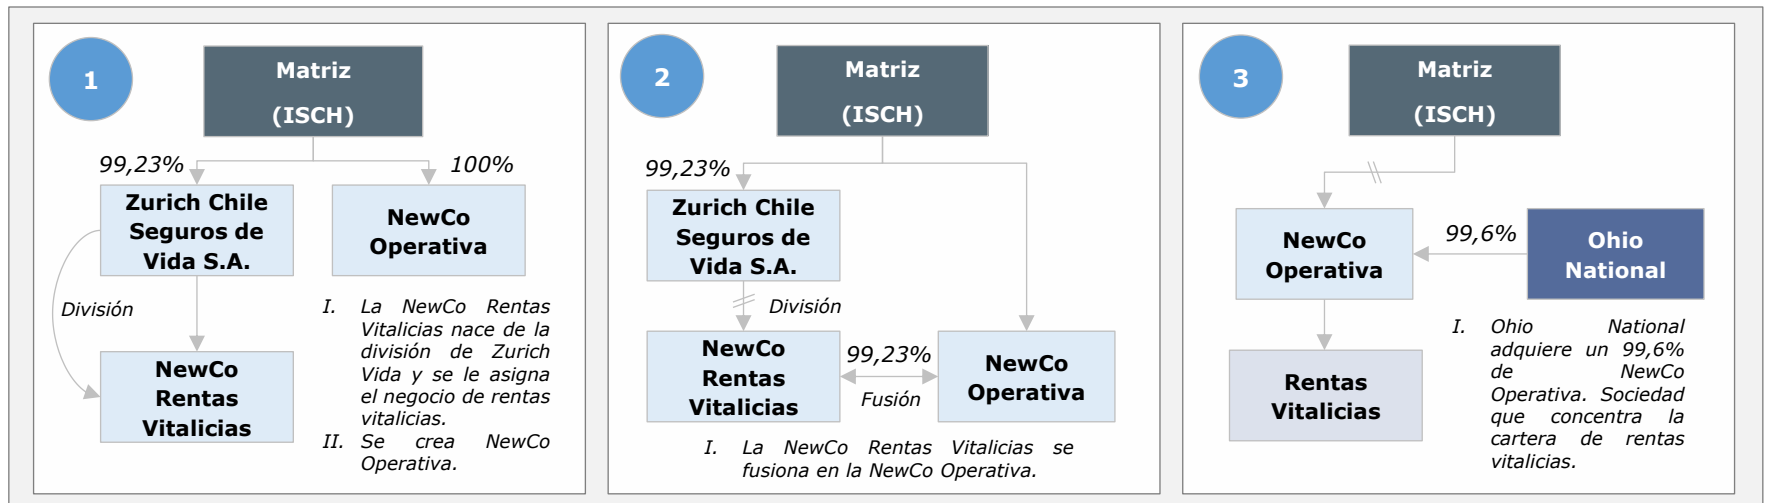 1
Matriz
(ISCH)
99,23%
100%
Zurich Chile
Seguros de
Vida S.A.
NewCo
Operativa
División
NewCo
Rentas
Vitalicias
I. La NewCo Rentas
Vitalicias nace de la
división de Zurich
Vida y se le asigna
el negocio de rentas
vitalicias.
II. Se crea NewCo
Operativa.
2
Matriz
(ISCH)
99,23%
Zurich Chile
Seguros de
Vida S.A.
División
NewCo
Rentas
Vitalicias
99,23%
Fusión
NewCo
Operativa
I. La NewCo Rentas Vitalicias se
fusiona en la NewCo Operativa.
3
Matriz
(ISCH)
NewCo
Operativa
99,6%
Ohio
National
Rentas
Vitalicias
I. Ohio National
adquiere un 99,6%
de NewCo
Operativa. Sociedad
que concentra la
cartera de rentas
vitalicias.